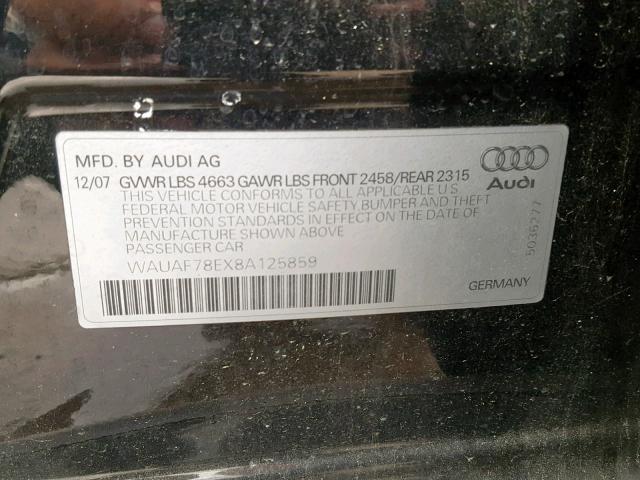 MFD. BY AUDI AG
12/07 GVWR LBS 4663 GAWR LBS FRONT 2458/REAR 2315
THIS VEHICLE CONFORMS TO ALL APPLICABLE U S
FEDERAL MOTOR VEHICLE SAFETY BUMPER AND THEFT
PREVENTION STANDARDS IN EFFECT ON THE DATE OF
MANUFACTURE SHOWN ABOVE
PASSENGER CAR
WAUAF78EX8A125859
Audi
5036277
GERMANY